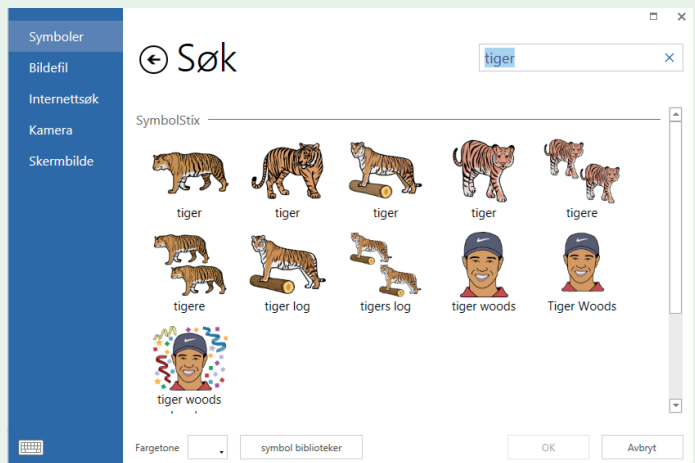 Symboler
Bildefil
Internettsøk
Kamera
Skermbilde
Søk
tiger
SymbolStix
tiger
tiger
tiger
tiger
tigere
tigere
tiger log
tigers log
tiger woods
Tiger Woods
tiger woods
Fargetone
symbol biblioteker
OK
Avbryt